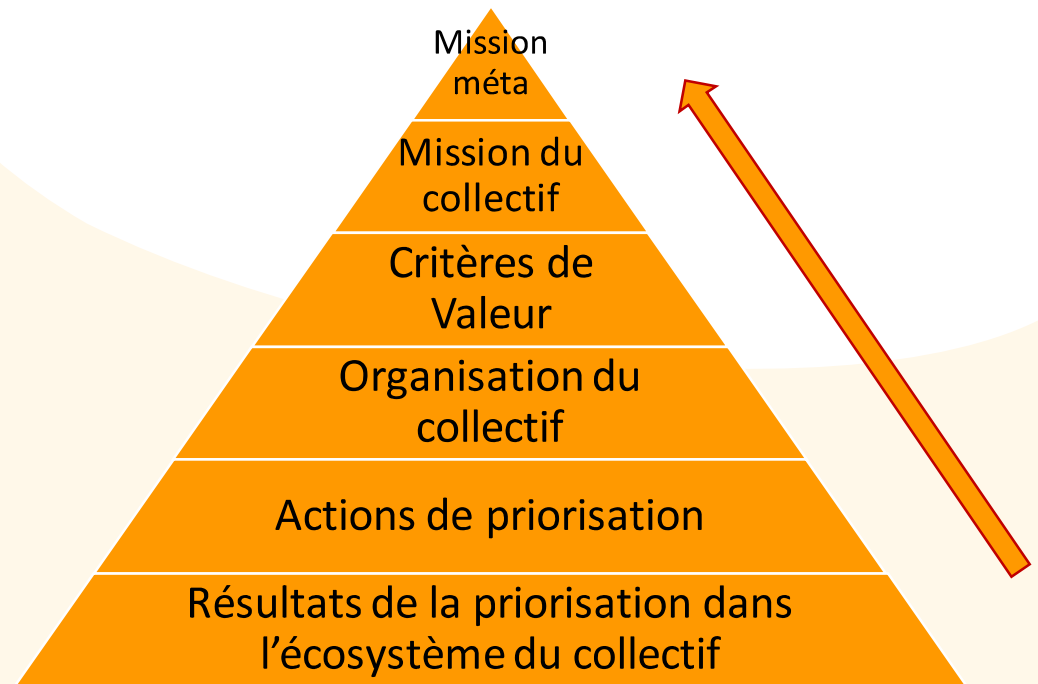 Mission
méta
Mission du
collectif
Critères de
Valeur
Organisation du
collectif
Actions de priorisation
Résultats de la priorisation dans
l’écosystème du collectif